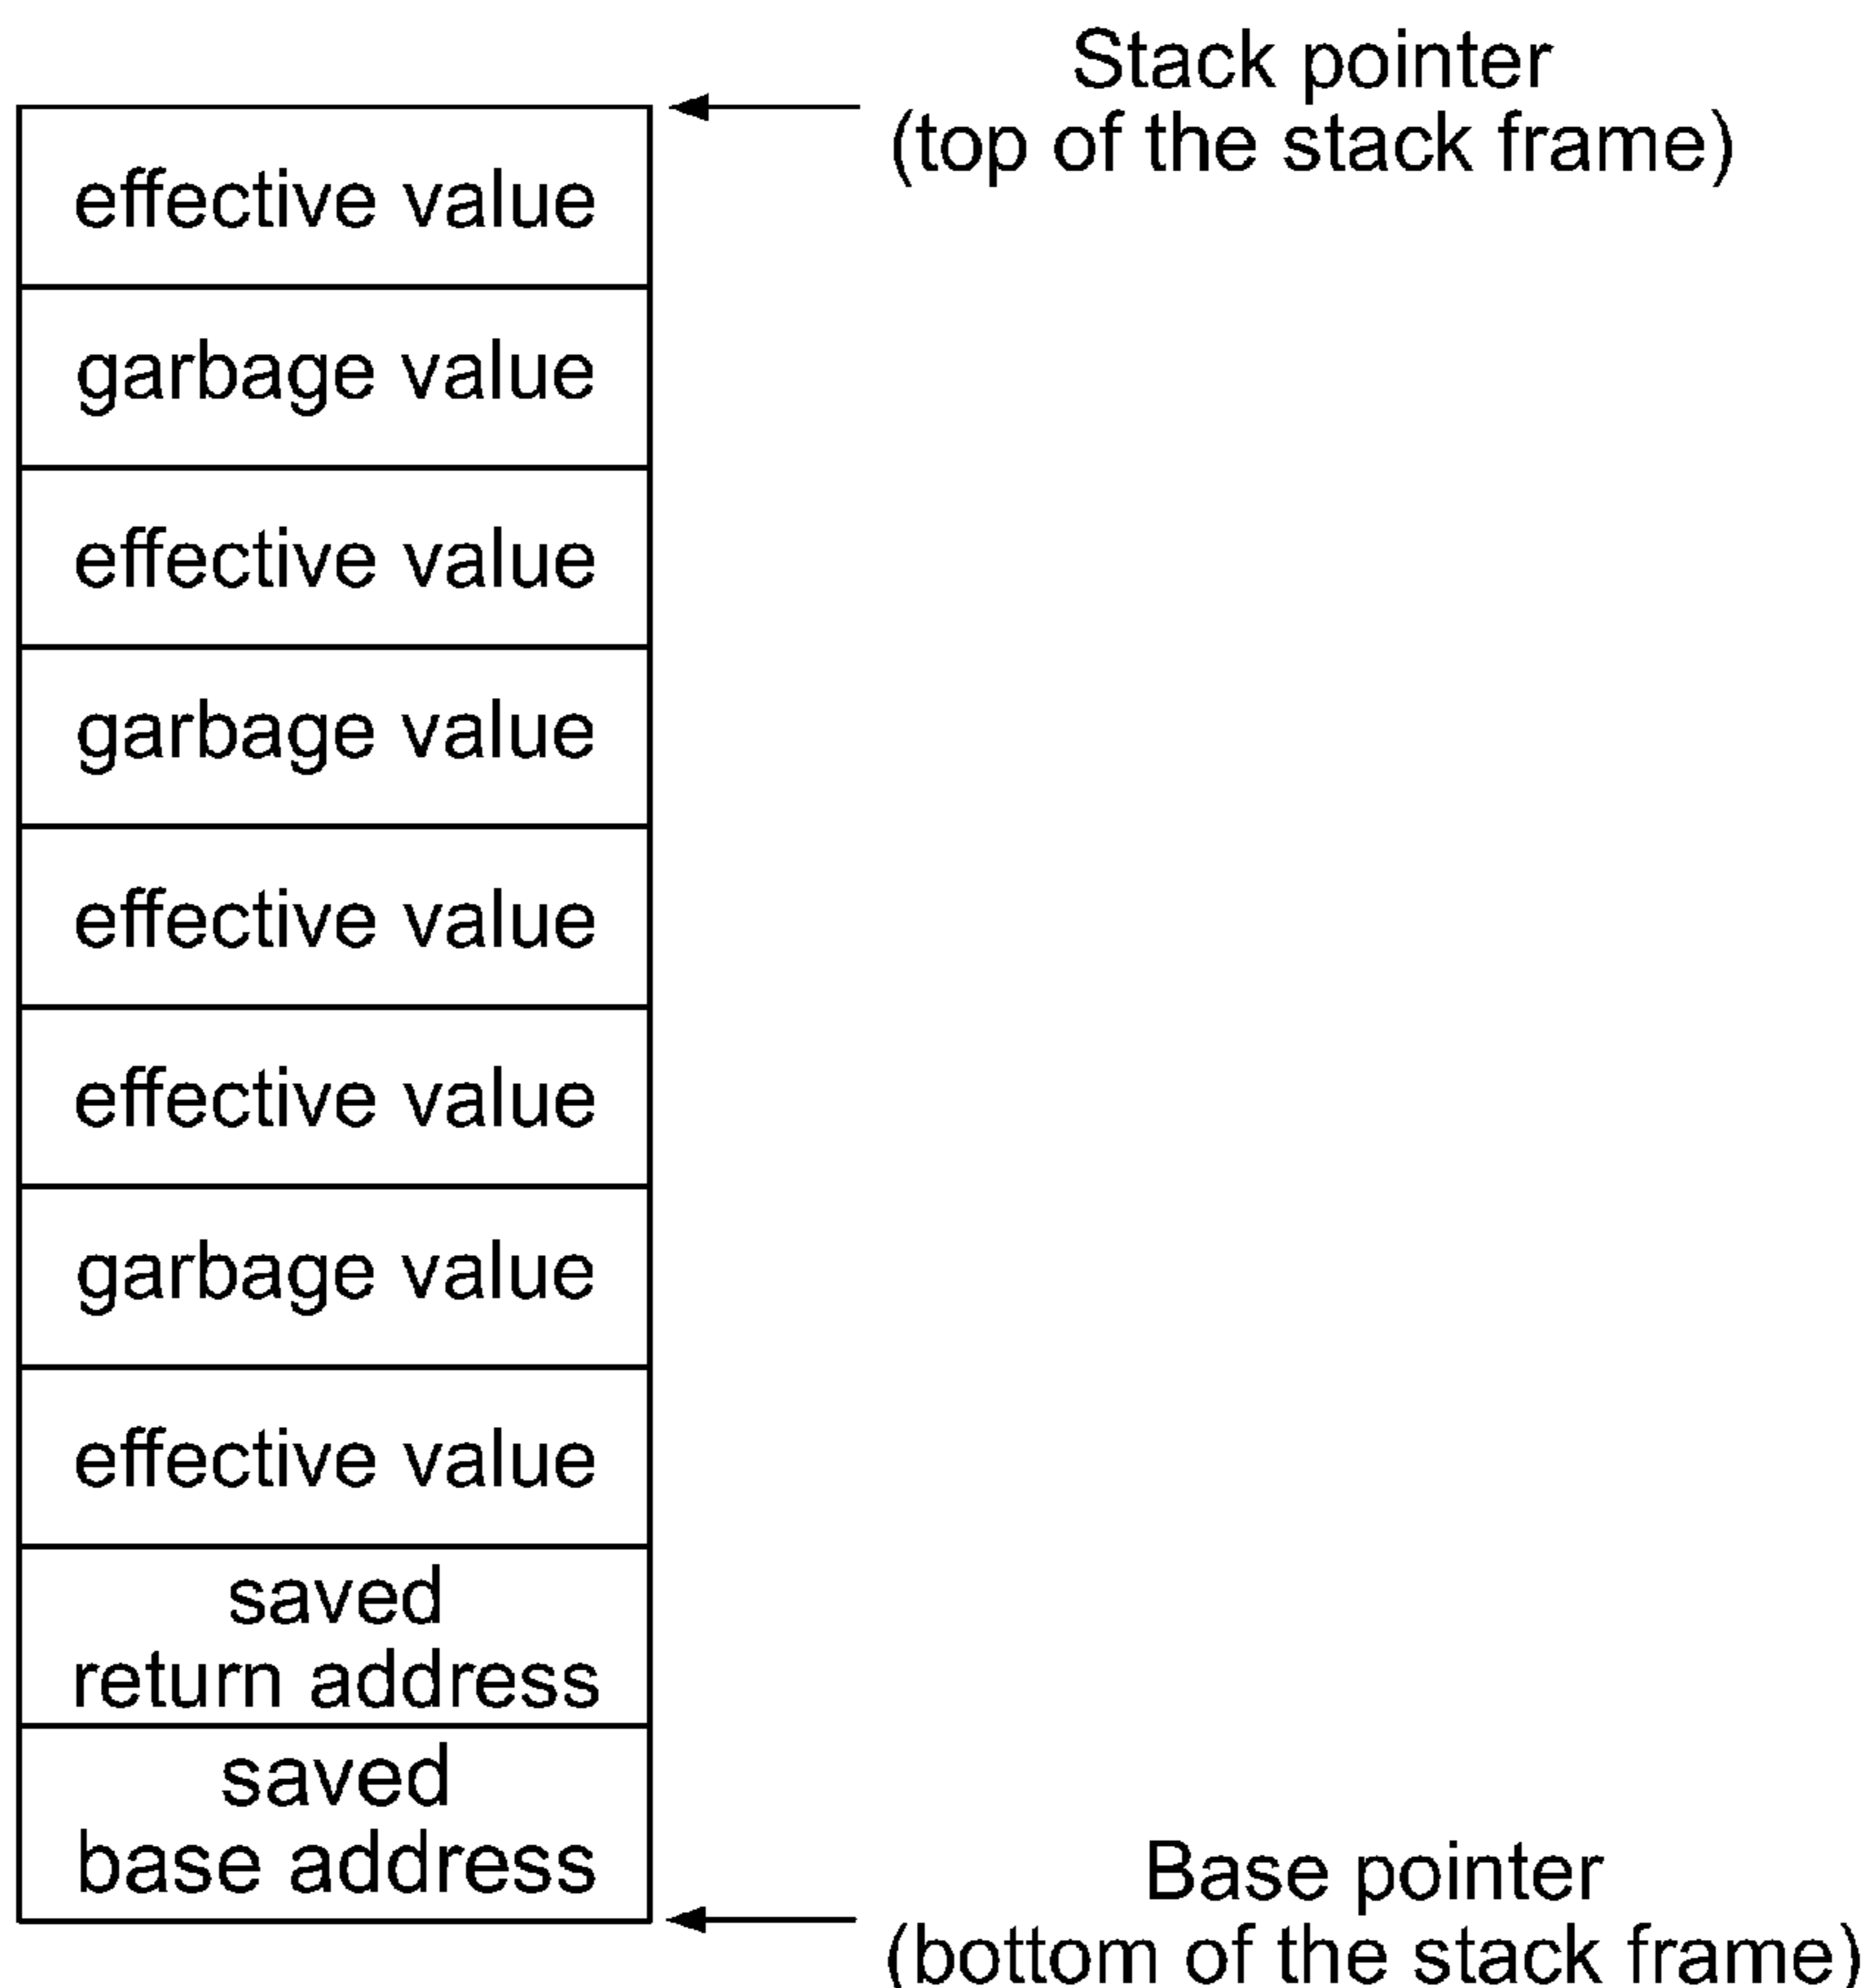 Stack pointer
(top of the stack frame)
effective value
garbage value
effective value
garbage value
effective value
effective value
garbage value
effective value
saved
return address
saved
base address
Base pointer
(bottom of the stack frame)